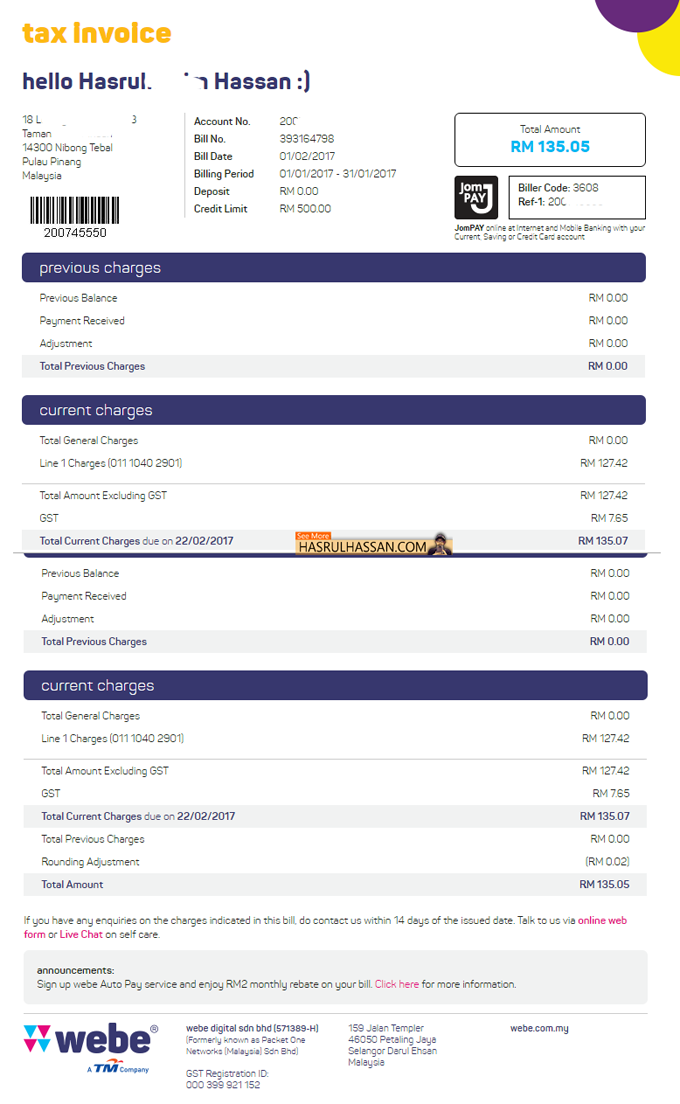 tax invoice
hello Hasrul Hassan :)
18 L
Taman
14300 Nibong Tebal
Pulau Pinang
Malaysia
200745550
Account No. 200
Bill No. 393164798
Bill Date 01/02/2017
Billing Period 01/01/2017 - 31/01/2017
Deposit RM 0.00
Credit Limit RM 500.00
Total Amount
RM 135.05
Jom
PAY
Biller Code: 3608
Ref-1: 200
JomPAY online at Internet and Mobile Banking with your
Current, Saving or Credit Card account
previous charges
Previous Balance RM 0.00
Payment Received RM 0.00
Adjustment RM 0.00
Total Previous Charges RM 0.00
current charges
Total General Charges RM 0.00
Line 1 Charges (011 1040 2901) RM 127.42
Total Amount Excluding GST RM 127.42
GST RM 7.65
Total Current Charges due on 22/02/2017 RM 135.07
See More
HASRULHASSAN.COM
Previous Balance RM 0.00
Payment Received RM 0.00
Adjustment RM 0.00
Total Previous Charges RM 0.00
current charges
Total General Charges RM 0.00
Line 1 Charges (011 1040 2901) RM 127.42
Total Amount Excluding GST RM 127.42
GST RM 7.65
Total Current Charges due on 22/02/2017 RM 135.07
Total Previous Charges RM 0.00
Rounding Adjustment (RM 0.02)
Total Amount RM 135.05
If you have any enquiries on the charges indicated in this bill, do contact us within 14 days of the issued date. Talk to us via online web
form or Live Chat on self care.
announcements:
Sign up webe Auto Pay service and enjoy RM2 monthly rebate on your bill. Click here for more information.
webe®
A TM Company
webe digital sdn bhd (571389-H)
(Formerly known as Packet One
Networks (Malaysia) Sdn Bhd)
GST Registration ID:
000 399 921 152
159 Jalan Templer
46050 Petaling Jaya
Selangor Darul Ehsan
Malaysia
webe.com.my